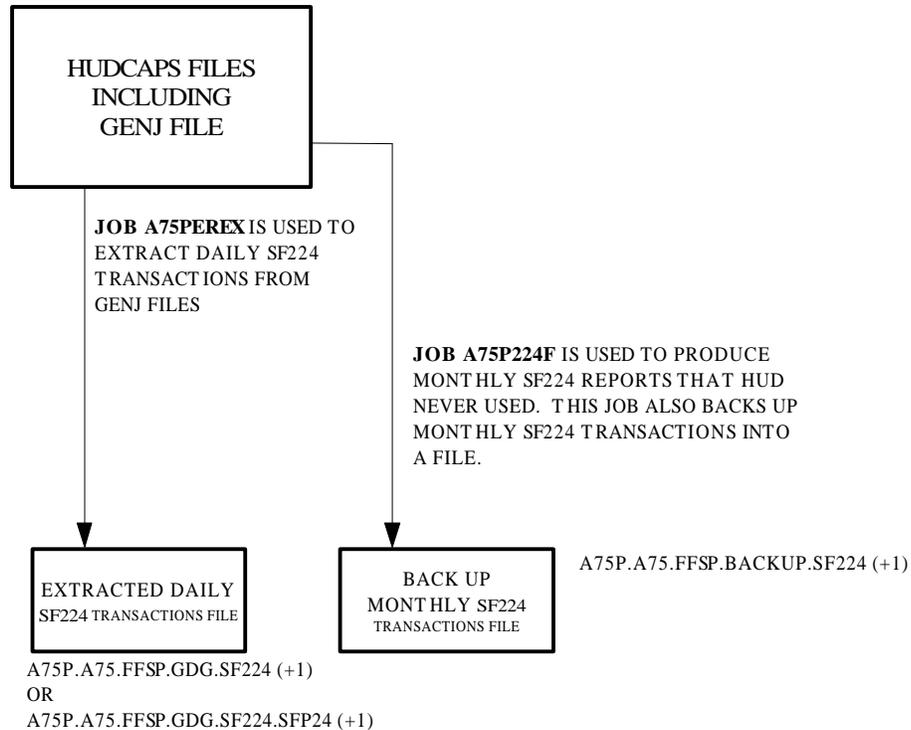 HUDCAPS FILES
INCLUDING
GENJ FILE
JOB A75PEREX IS USED TO
EXTRACT DAILY SF224
TRANSACTIONS FROM
GENJ FILES
JOB A75P224F IS USED TO PRODUCE
MONTHLY SF224 REPORTS THAT HUD
NEVER USED. THIS JOB ALSO BACKS UP
MONTHLY SF224 TRANSACTIONS INTO
A FILE.
EXTRACTED DAILY
SF224 TRANSACTIONS FILE
BACK UP
MONTHLY SF224
TRANSACTIONS FILE
A75P.A75.FFSP.BACKUP.SF224 (+1)
A75P.A75.FFSP.GDG.SF224 (+1)
OR
A75P.A75.FFSP.GDG.SF224.SFP24 (+1)